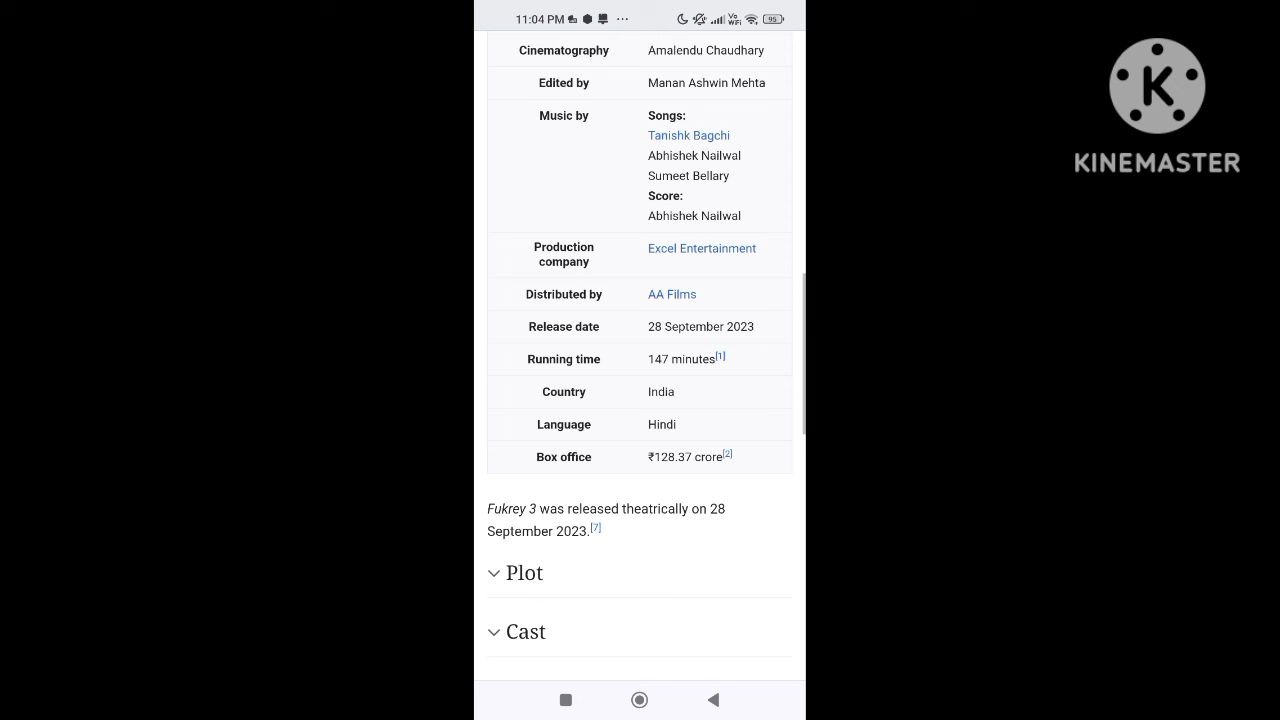 11:04 PM
Vo
WiFi
95
Cinematography Amalendu Chaudhary
Edited by Manan Ashwin Mehta
Music by Songs:
Tanishk Bagchi
Abhishek Nailwal
Sumeet Bellary
Score:
Abhishek Nailwal
Production
company Excel Entertainment
Distributed by AA Films
Release date 28 September 2023
Running time 147 minutes[1]
Country India
Language Hindi
Box office ₹128.37 crore[2]
Fukrey 3 was released theatrically on 28
September 2023.[7]
Plot
Cast
K
KINEMASTER